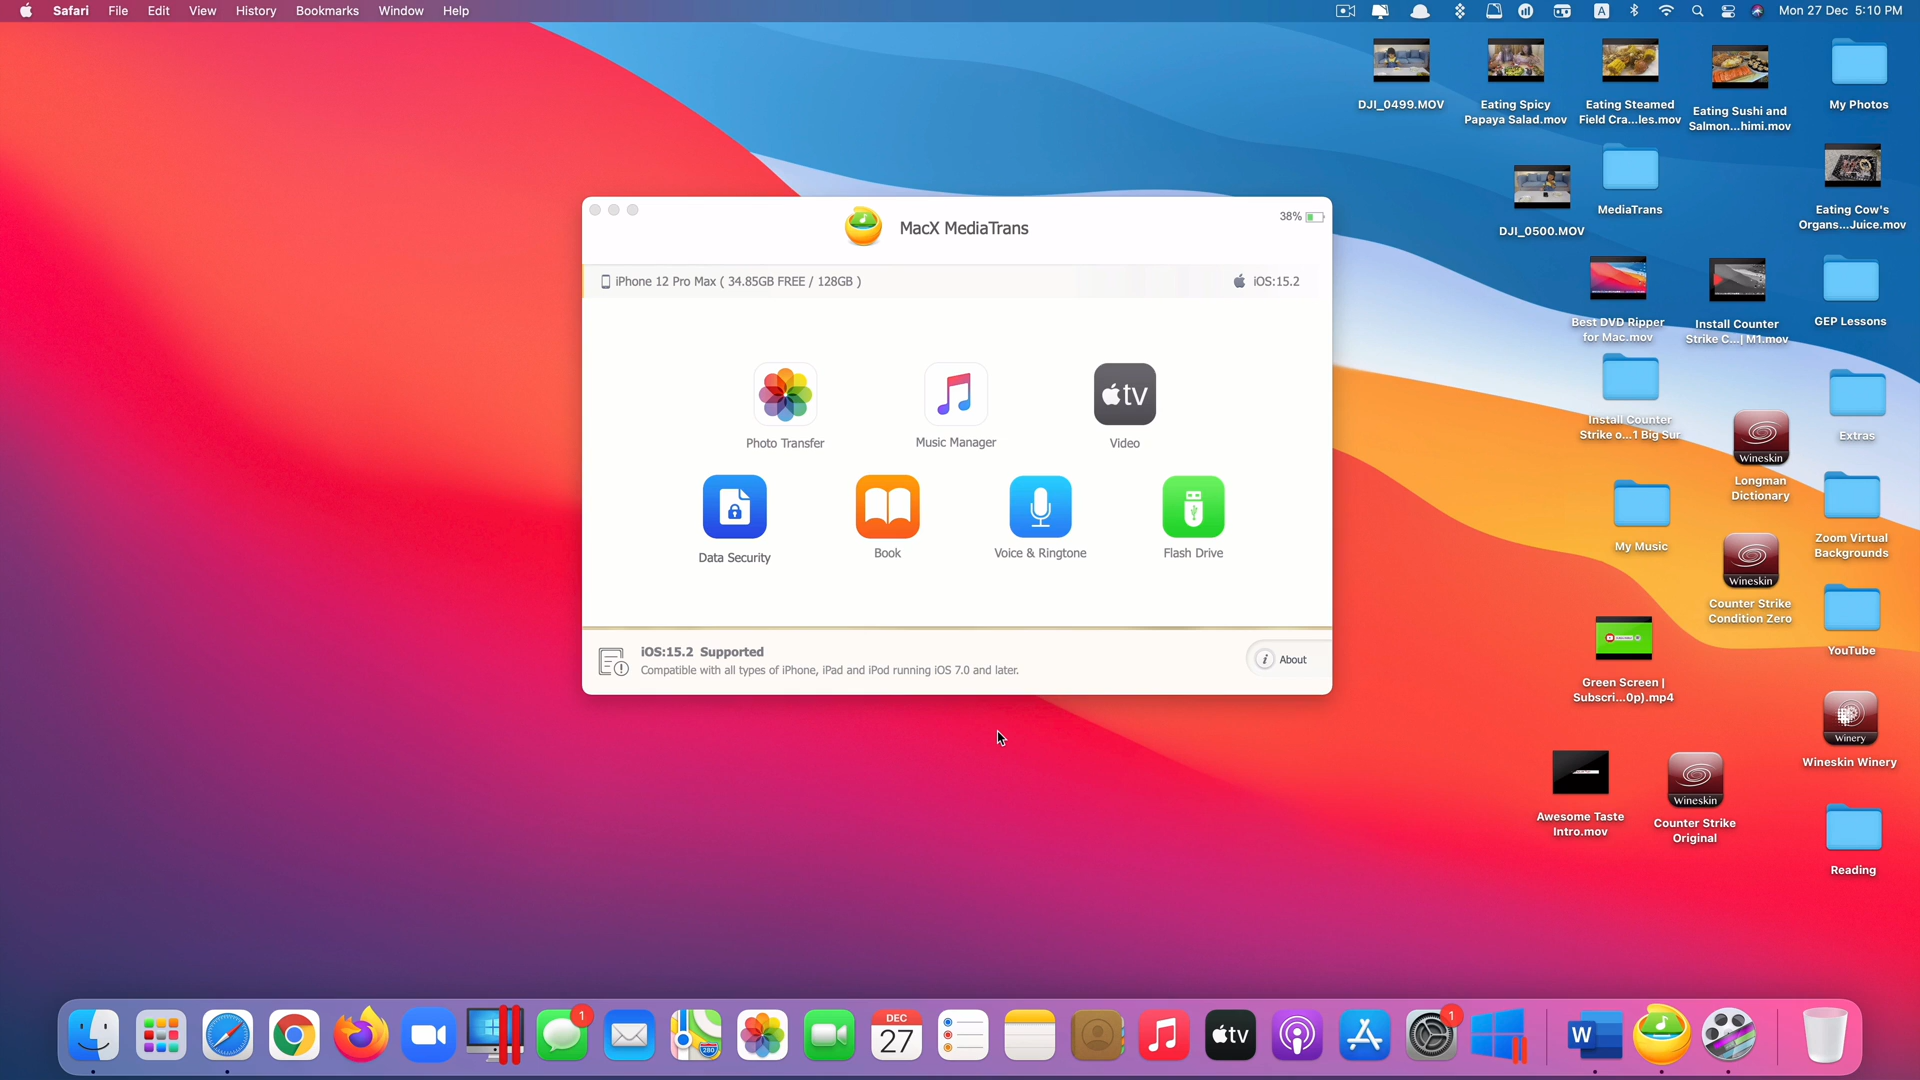 Safari File Edit View History Bookmarks Window Help
A
Mon 27 Dec 5:10 PM
DJI_0499.MOV
Eating Spicy
Papaya Salad.mov
Eating Steamed
Field Cra...les.mov
Eating Sushi and
Salmon...himi.mov
My Photos
DJI_0500.MOV
MediaTrans
Eating Cow's
Organs...Juice.mov
Best DVD Ripper
for Mac.mov
Install Counter
Strike C...| M1.mov
GEP Lessons
Install Counter
Strike o...1 Big Sur
Wineskin
Longman
Dictionary
Extras
My Music
Wineskin
Counter Strike
Condition Zero
Zoom Virtual
Backgrounds
Green Screen |
Subscri...0p).mp4
YouTube
Winery
Wineskin Winery
Awesome Taste
Intro.mov
Wineskin
Counter Strike
Original
Reading
MacX MediaTrans
38%
iPhone 12 Pro Max ( 34.85GB FREE / 128GB )
iOS:15.2
tv
Photo Transfer
Music Manager
Video
Data Security
Book
Voice & Ringtone
Flash Drive
iOS:15.2 Supported
Compatible with all types of iPhone, iPad and iPod running iOS 7.0 and later.
i About
1
280
DEC
27
tv
1
W